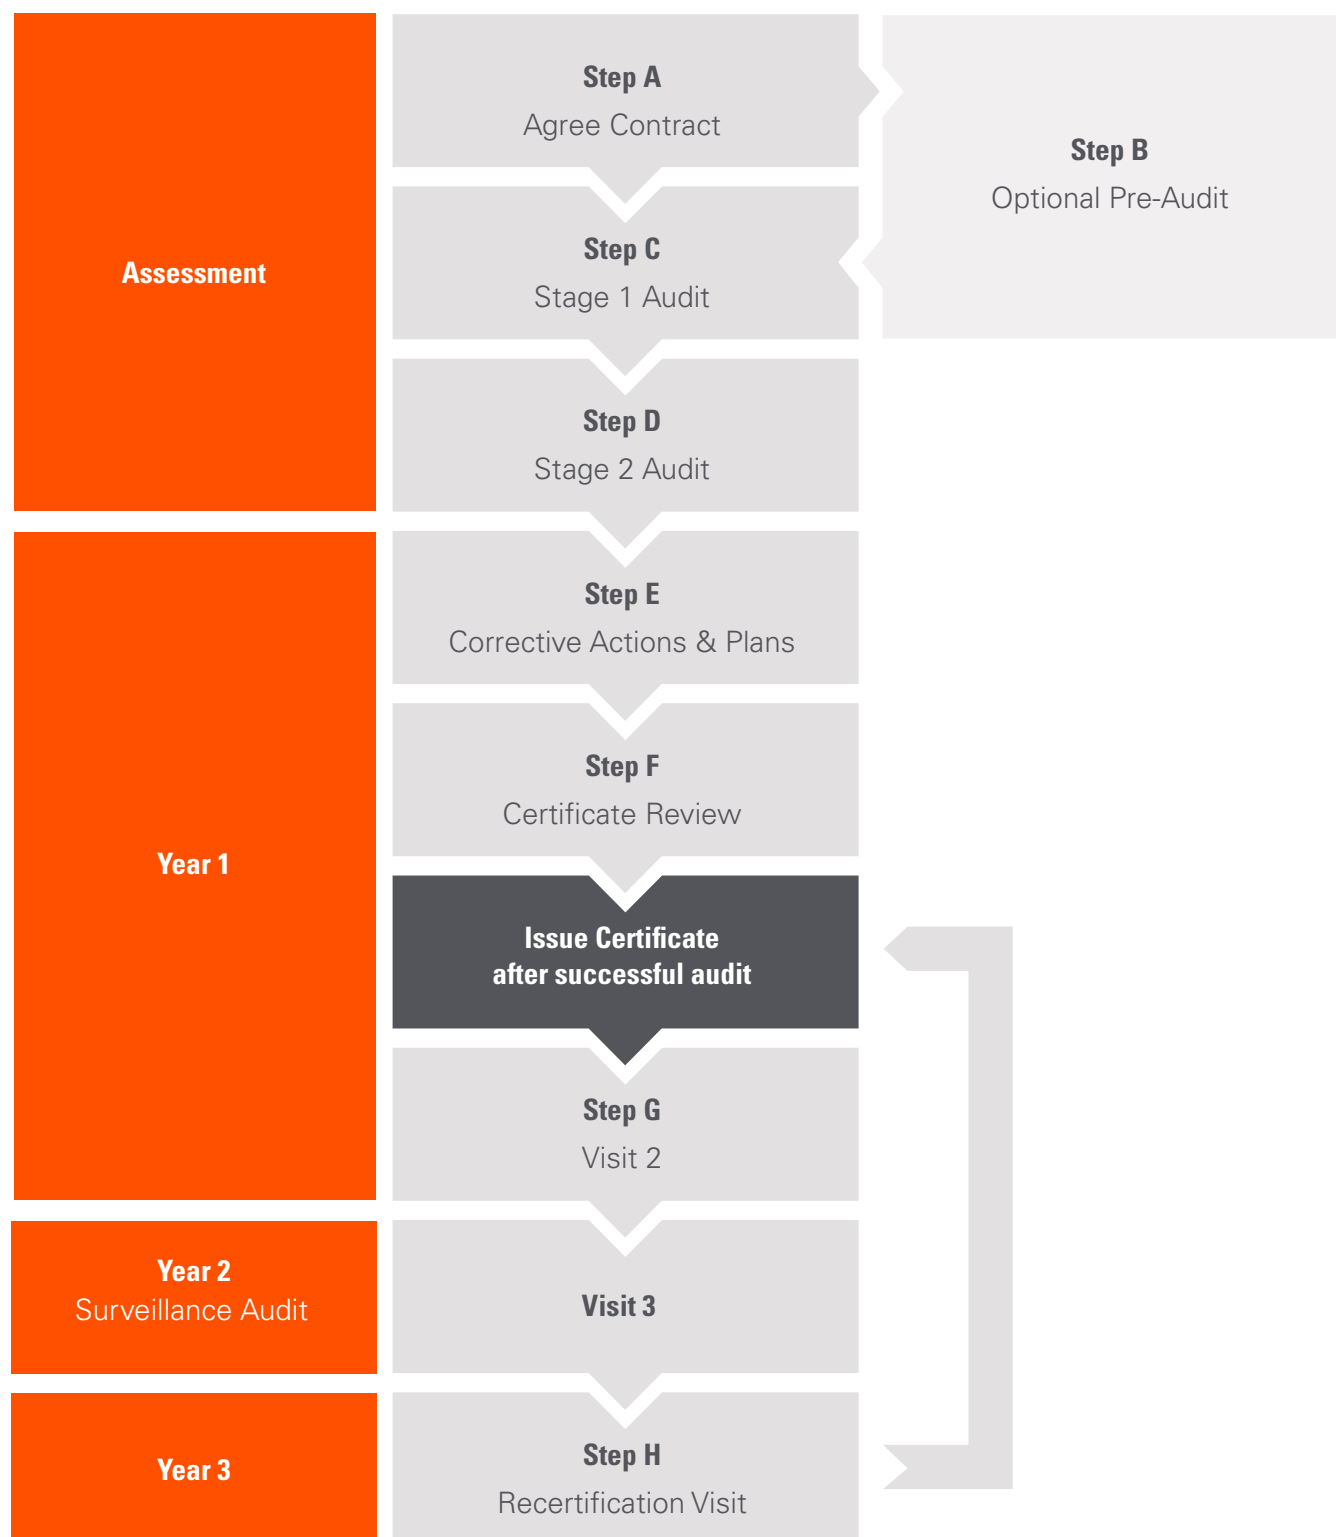 Assessment
Step A
Agree Contract
Step B
Optional Pre-Audit
Step C
Stage 1 Audit
Step D
Stage 2 Audit
Year 1
Step E
Corrective Actions & Plans
Step F
Certificate Review
Issue Certificate
after successful audit
Step G
Visit 2
Year 2
Surveillance Audit
Visit 3
Year 3
Step H
Recertification Visit